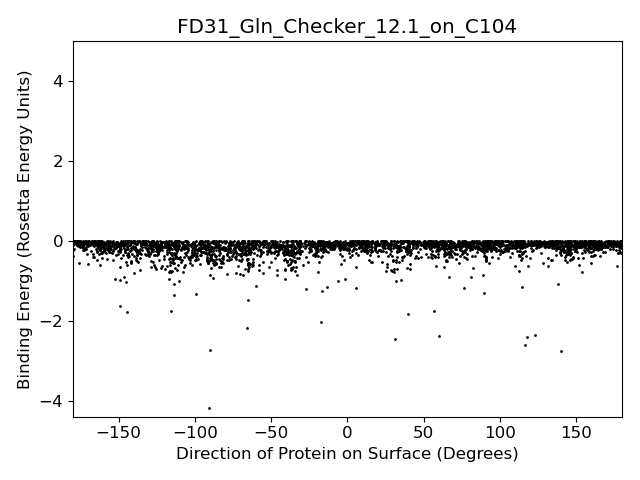 FD31_Gln_Checker_12.1_on_C104
Binding Energy (Rosetta Energy Units)
4
2
0
−2
−4
−150 −100 −50 0 50 100 150
Direction of Protein on Surface (Degrees)